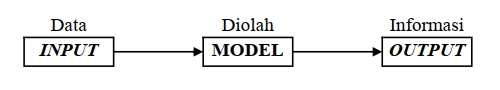 Data Diolah Informasi
INPUT MODEL OUTPUT